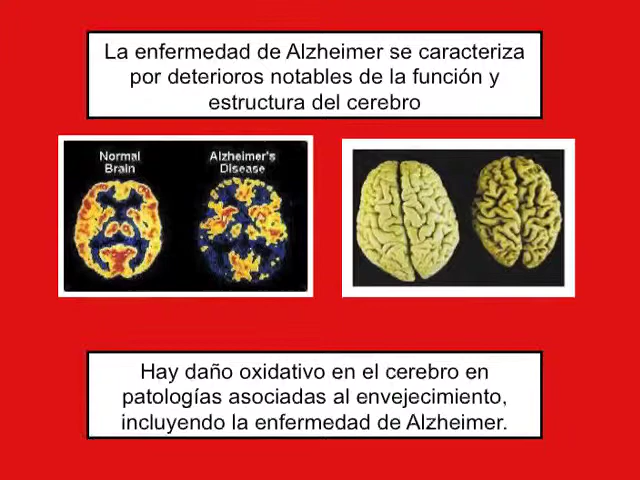 La enfermedad de Alzheimer se caracteriza
por deterioros notables de la función y
estructura del cerebro
Normal
Brain
Alzheimer's
Disease
Hay daño oxidativo en el cerebro en
patologías asociadas al envejecimiento,
incluyendo la enfermedad de Alzheimer.